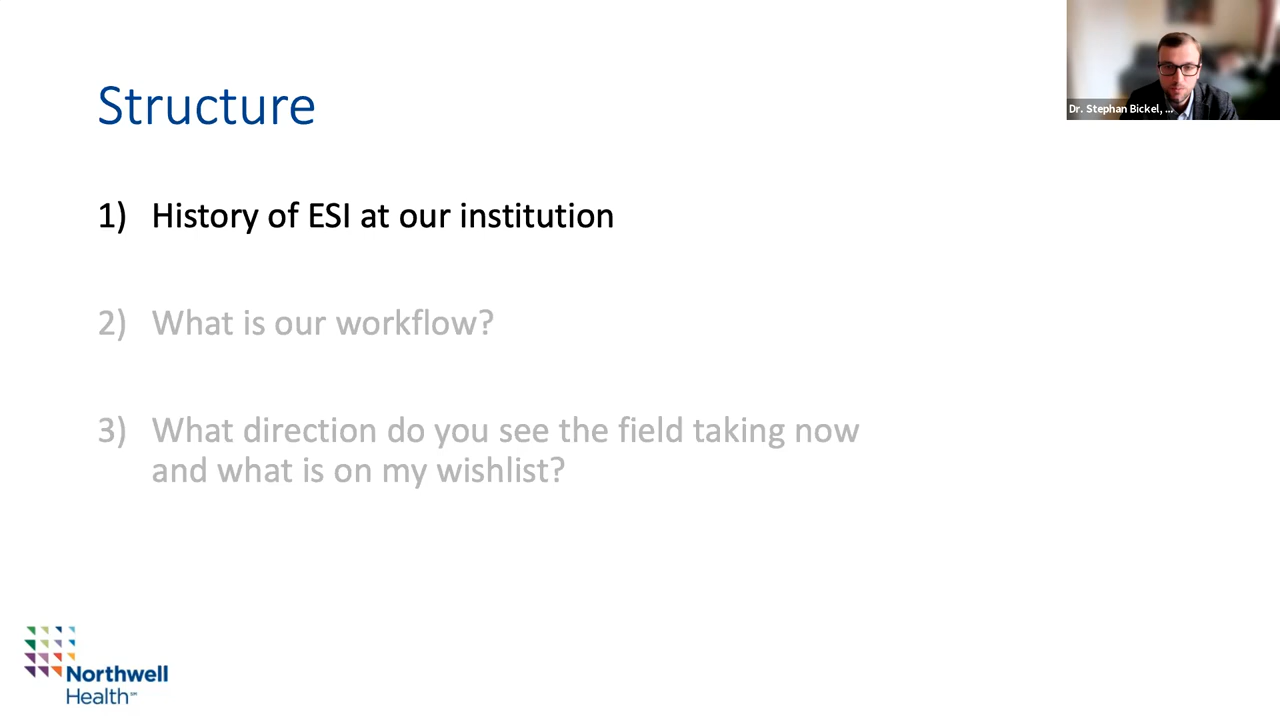 Structure
Dr. Stephan Bickel, ...
1) History of ESI at our institution
2) What is our workflow?
3) What direction do you see the field taking now
and what is on my wishlist?
Northwell
Health℠